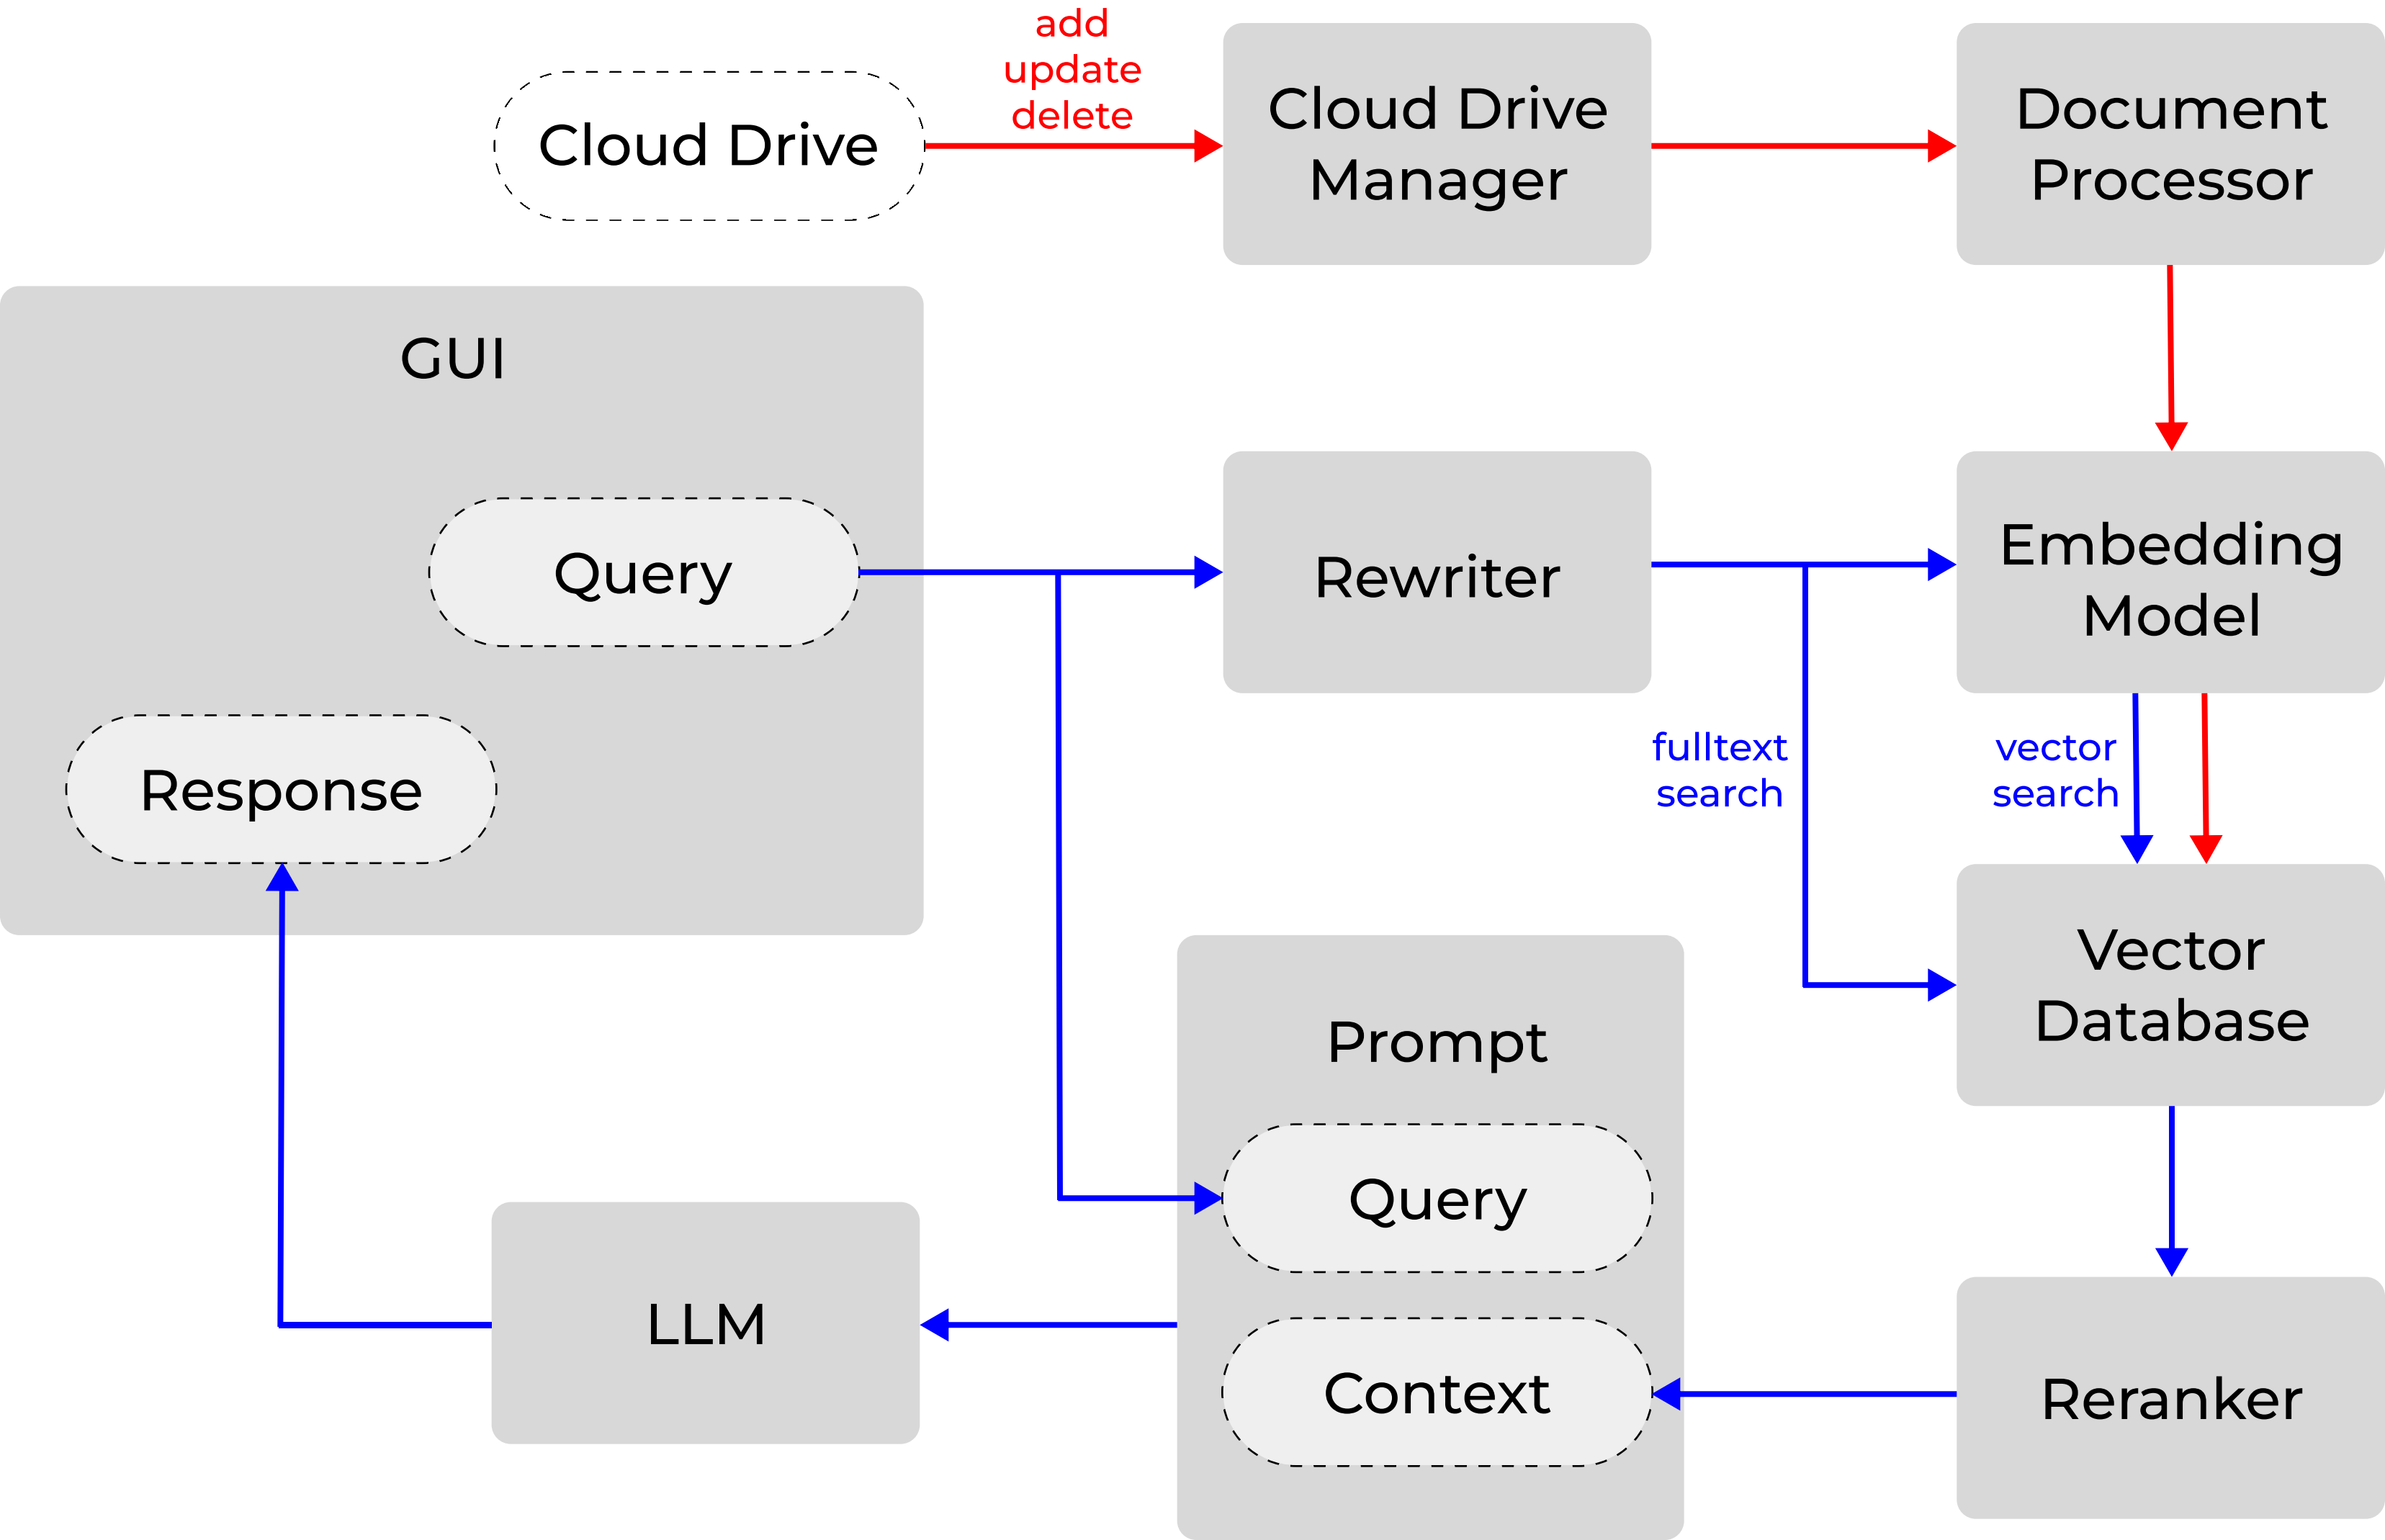 add
update
delete
Cloud Drive
Cloud Drive
Manager
Document
Processor
GUI
Query
Rewriter
Embedding
Model
Response
fulltext
search
vector
search
Vector
Database
Prompt
Query
LLM
Context
Reranker